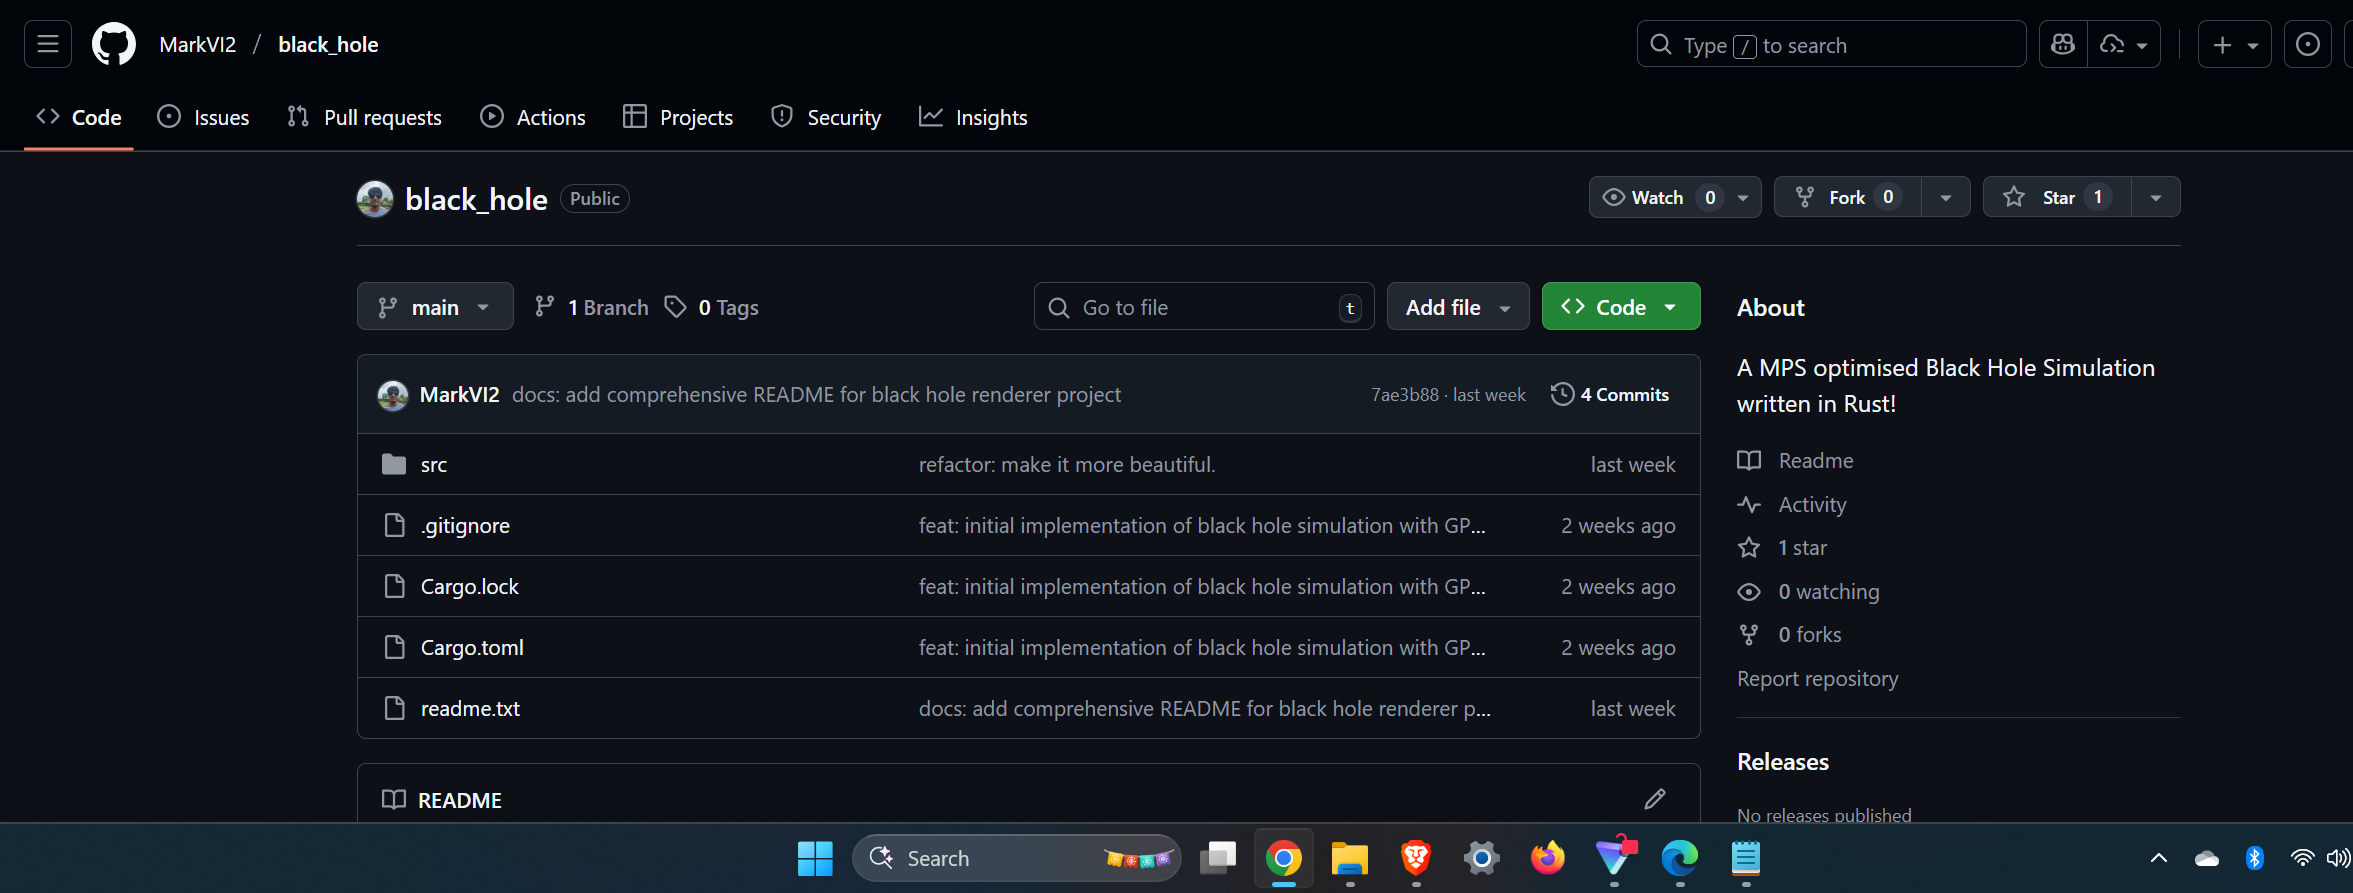 MarkVI2 / black_hole
Type / to search
Code
Issues
Pull requests
Actions
Projects
Security
Insights
black_hole
Public
Watch 0
Fork 0
Star 1
main
1 Branch
0 Tags
Go to file
t
Add file
Code
MarkVI2 docs: add comprehensive README for black hole renderer project
7ae3b88 · last week
4 Commits
src
refactor: make it more beautiful.
last week
.gitignore
feat: initial implementation of black hole simulation with GP...
2 weeks ago
Cargo.lock
feat: initial implementation of black hole simulation with GP...
2 weeks ago
Cargo.toml
feat: initial implementation of black hole simulation with GP...
2 weeks ago
readme.txt
docs: add comprehensive README for black hole renderer p...
last week
README
About
A MPS optimised Black Hole Simulation
written in Rust!
Readme
Activity
1 star
0 watching
0 forks
Report repository
Releases
No releases published
Search